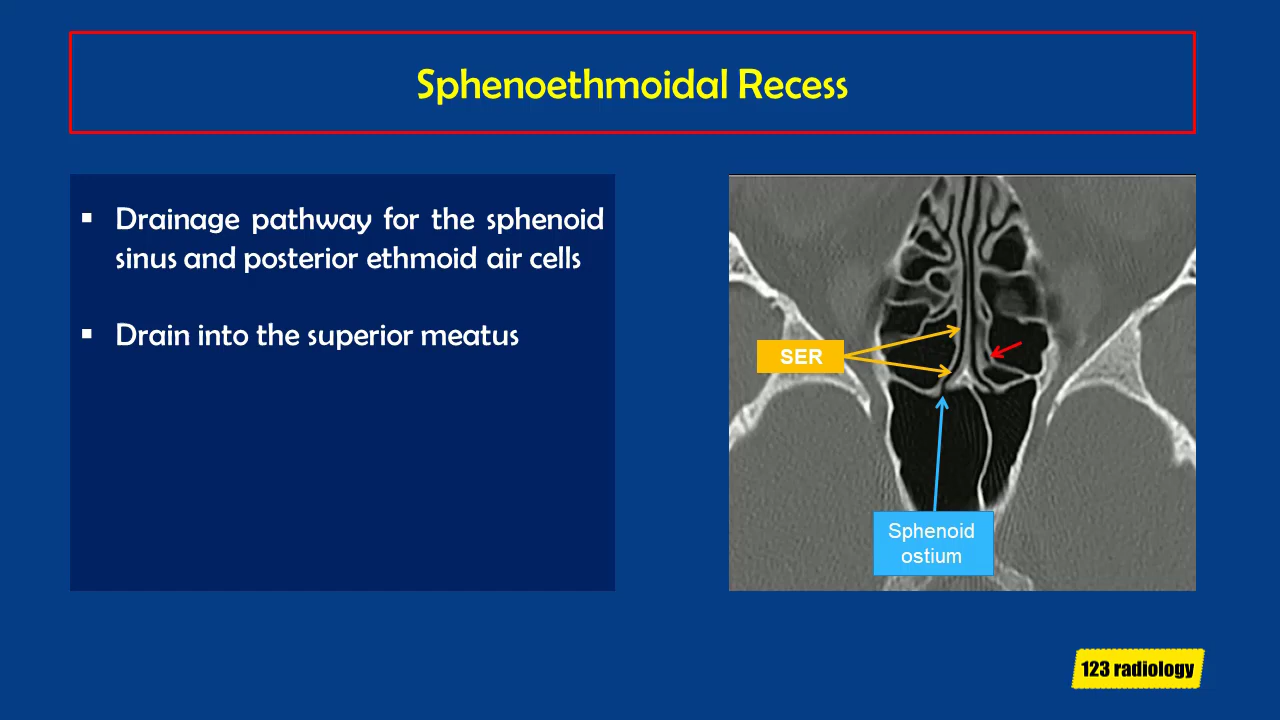 Sphenoethmoidal Recess
▪ Drainage pathway for the sphenoid
sinus and posterior ethmoid air cells
▪ Drain into the superior meatus
SER
Sphenoid
ostium
123 radiology